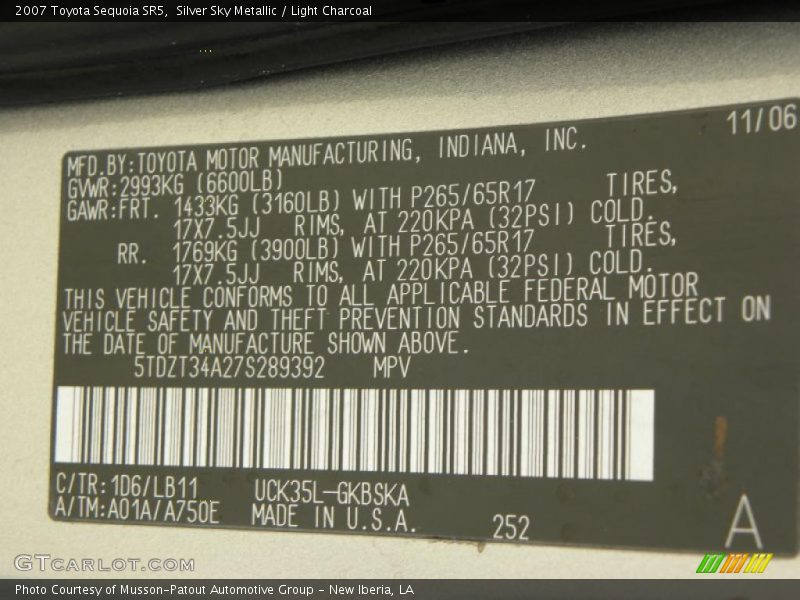 2007 Toyota Sequoia SR5,  Silver Sky Metallic / Light Charcoal
11/06
MFD.BY:TOYOTA MOTOR MANUFACTURING, INDIANA, INC.
GVWR:2993KG (6600LB)
GAWR:FRT. 1433KG (3160LB) WITH P265/65R17 TIRES,
17X7.5JJ RIMS, AT 220KPA (32PSI) COLD.
RR. 1769KG (3900LB) WITH P265/65R17 TIRES,
17X7.5JJ RIMS, AT 220KPA (32PSI) COLD.
THIS VEHICLE CONFORMS TO ALL APPLICABLE FEDERAL MOTOR
VEHICLE SAFETY AND THEFT PREVENTION STANDARDS IN EFFECT ON
THE DATE OF MANUFACTURE SHOWN ABOVE.
5TDZT34A27S289392 MPV
C/TR:1D6/LB11 UCK35L-GKBSKA
A/TM:A01A/A750E MADE IN U.S.A. 252
A
GTCARLOT.COM
Photo Courtesy of Musson-Patout Automotive Group - New Iberia, LA